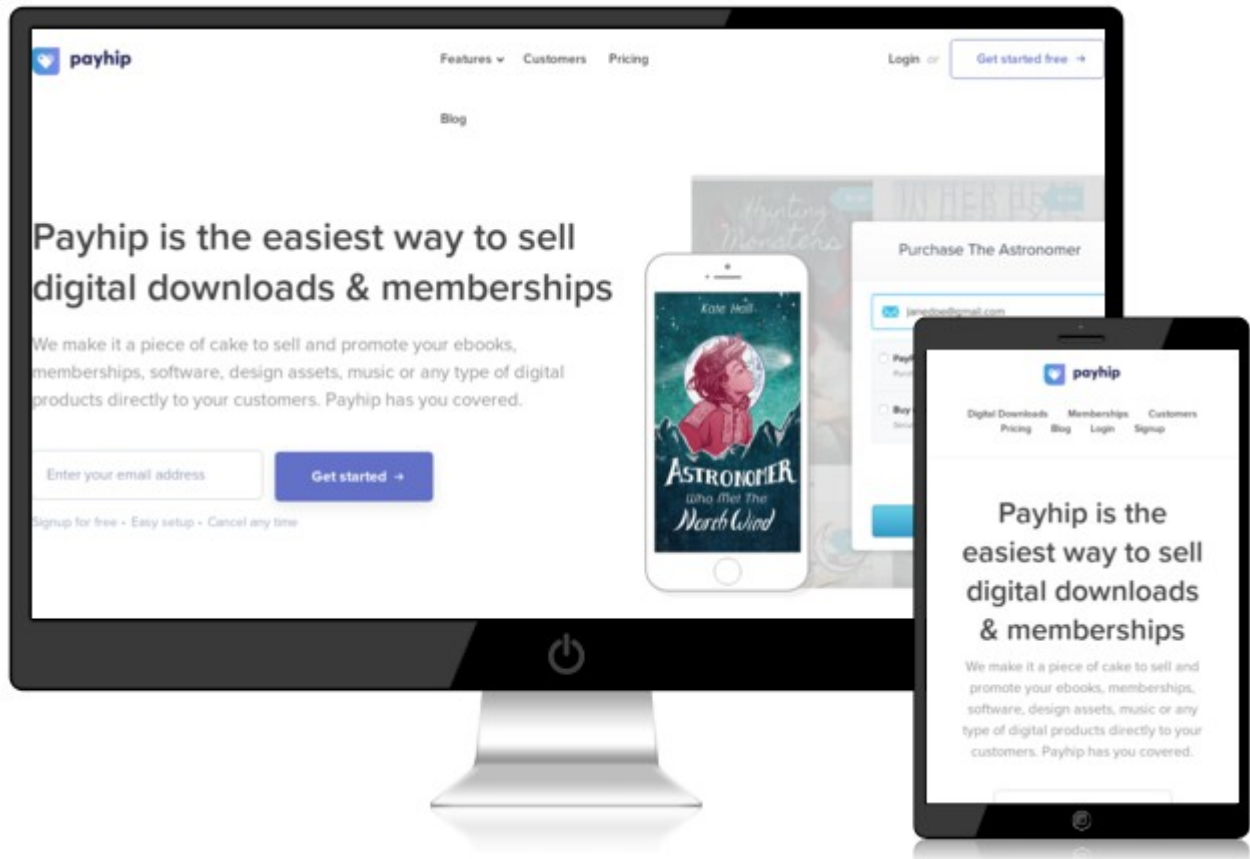 payhip
Features Customers Pricing
Login or Get started free →
Blog
Payhip is the easiest way to sell
digital downloads & memberships
We make it a piece of cake to sell and promote your ebooks,
memberships, software, design assets, music or any type of digital
products directly to your customers. Payhip has you covered.
Enter your email address
Get started →
Signup for free • Easy setup • Cancel any time
Hunting
Monsters
IN HER HEAD
Kate Hall
ASTRONOMER
Who Met The
North Wind
Purchase The Astronomer
janedoe@gmail.com
Buy
payhip
Digital Downloads Memberships Customers
Pricing Blog Login Signup
Payhip is the
easiest way to sell
digital downloads
& memberships
We make it a piece of cake to sell and
promote your ebooks, memberships,
software, design assets, music or any
type of digital products directly to your
customers. Payhip has you covered.